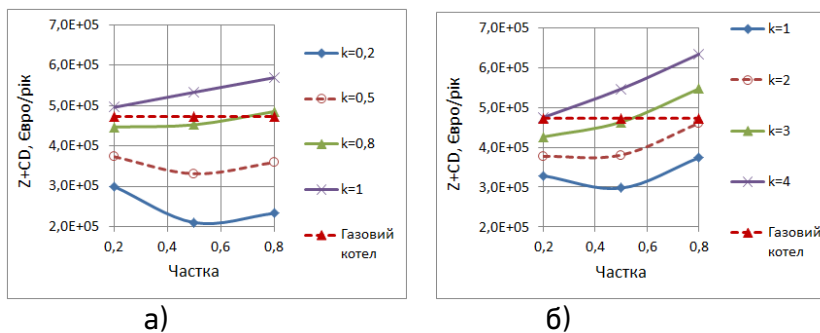 Z+CD, Євро/рік
7,0E+05
6,0E+05
5,0E+05
4,0E+05
3,0E+05
2,0E+05
0,2
0,4
0,6
0,8
Частка
k=0,2
k=0,5
k=0,8
k=1
Газовий
котел
а)
Z+CD, Євро/рік
7,0E+05
6,0E+05
5,0E+05
4,0E+05
3,0E+05
2,0E+05
0,2
0,4
0,6
0,8
Частка
k=1
k=2
k=3
k=4
Газовий
котел
б)